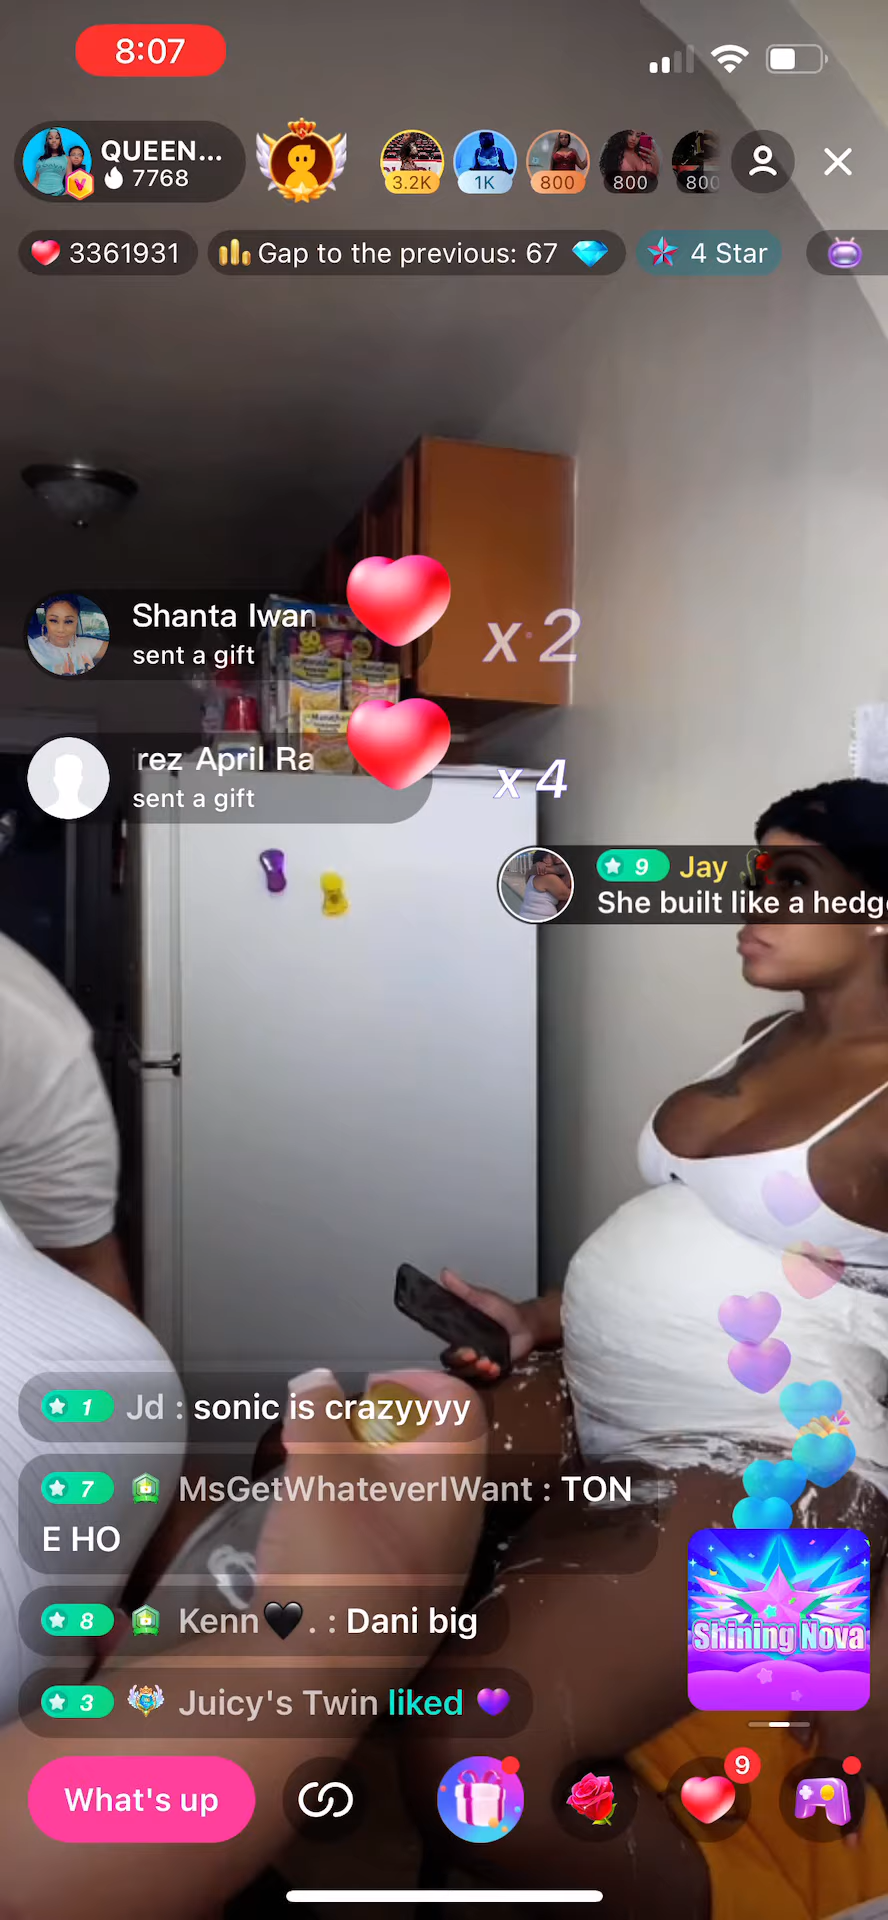 8:07
QUEEN...
7768
3.2K
1K
800
800
800
3361931
Gap to the previous: 67
4 Star
Shanta Iwan
sent a gift
x 2
rez April Ra
sent a gift
x 4
9 Jay
She built like a hedg
1 Jd : sonic is crazyyyy
7 MsGetWhateverIWant : TON
E HO
8 Kenn🖤. : Dani big
3 Juicy's Twin liked 💜
Shining Nova
What's up
9